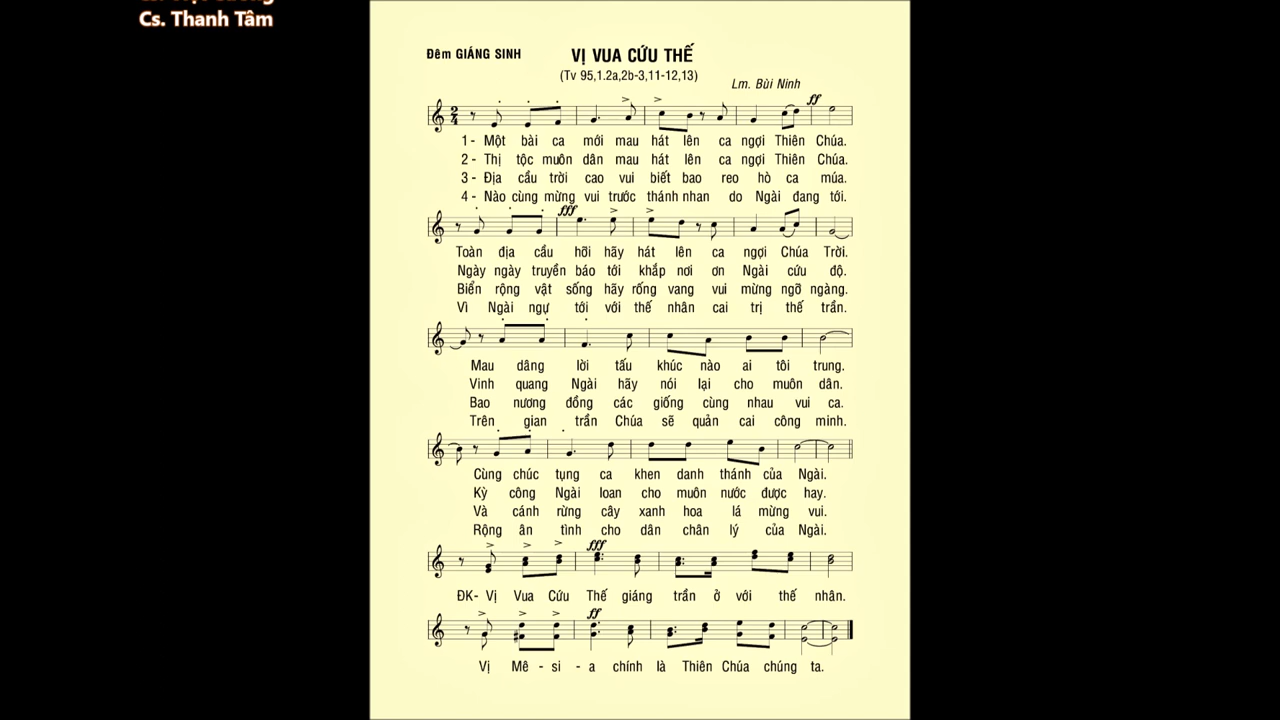 Cs. Thanh Tâm
Đêm GIÁNG SINH
VỊ VUA CỨU THẾ
(Tv 95,1.2a,2b-3,11-12,13)
Lm. Bùi Ninh
ff
2
4
1- Một bài ca mới mau hát lên ca ngợi Thiên Chúa.
2- Thị tộc muôn dân mau hát lên ca ngợi Thiên Chúa.
3- Địa cầu trời cao vui biết bao reo hò ca múa.
4- Nào cùng mừng vui trước thánh nhan do Ngài đang tới.
fff
Toàn địa cầu hỡi hãy hát lên ca ngợi Chúa Trời.
Ngày ngày truyền báo tới khắp nơi ơn Ngài cứu độ.
Biển rộng vật sống hãy rống vang vui mừng ngỡ ngàng.
Vì Ngài ngự tới với thế nhân cai trị thế trần.
Mau dâng lời tấu khúc nào ai tôi trung.
Vinh quang Ngài hãy nói lại cho muôn dân.
Bao nương đồng các giống cùng nhau vui ca.
Trên gian trần Chúa sẽ quản cai công minh.
Cùng chúc tụng ca khen danh thánh của Ngài.
Kỳ công Ngài loan cho muôn nước được hay.
Và cánh rừng cây xanh hoa lá mừng vui.
Rộng ân tình cho dân chân lý của Ngài.
fff
ĐK- Vị Vua Cứu Thế giáng trần ở với thế nhân.
ff
Vị Mê - si - a chính là Thiên Chúa chúng ta.